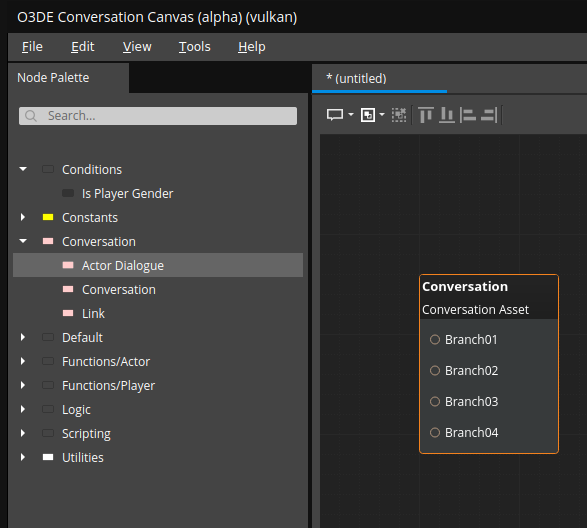 O3DE Conversation Canvas (alpha) (vulkan)
File Edit View Tools Help
Node Palette
* (untitled)
Search...
Conditions
Is Player Gender
Constants
Conversation
Actor Dialogue
Conversation
Link
Default
Functions/Actor
Functions/Player
Logic
Scripting
Utilities
Conversation
Conversation Asset
Branch01
Branch02
Branch03
Branch04